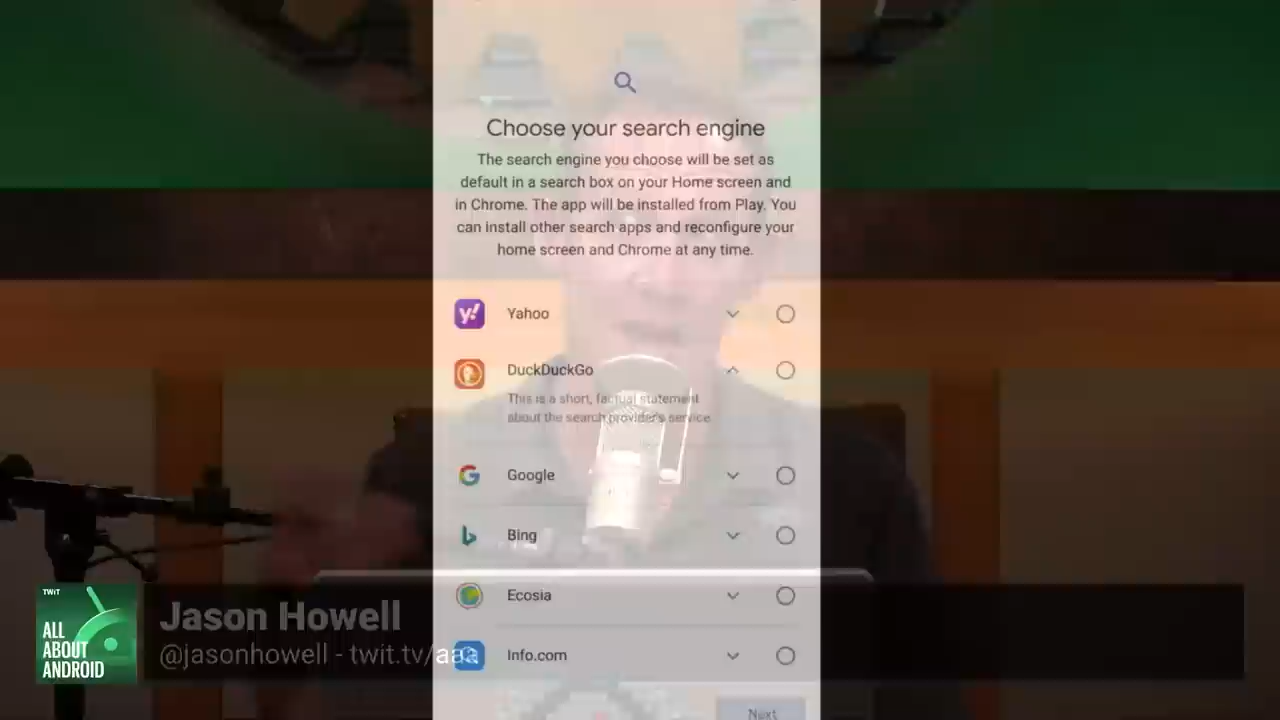 Choose your search engine
The search engine you choose will be set as
default in a search box on your Home screen and
in Chrome. The app will be installed from Play. You
can install other search apps and reconfigure your
home screen and Chrome at any time.
Yahoo
DuckDuckGo
This is a short, factual statement
about the search provider's service
Google
Bing
Ecosia
Info.com
Next
TWiT
ALL
ABOUT
ANDROID
Jason Howell
@jasonhowell - twit.tv/aaa